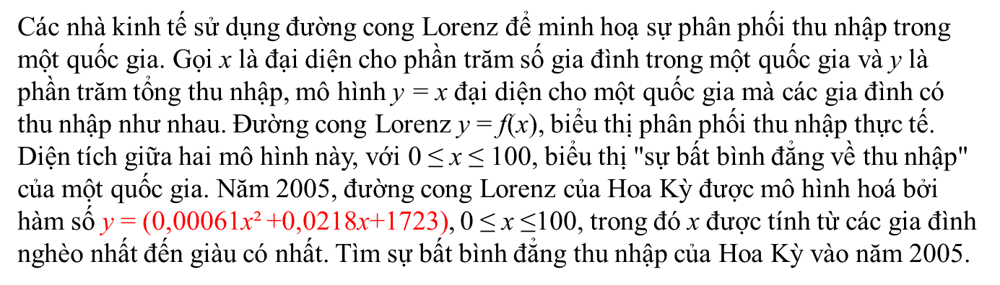 Các nhà kinh tế sử dụng đường cong Lorenz để minh hoạ sự phân phối thu nhập trong
một quốc gia. Gọi x là đại diện cho phần trăm số gia đình trong một quốc gia và y là
phần trăm tổng thu nhập, mô hình y = x đại diện cho một quốc gia mà các gia đình có
thu nhập như nhau. Đường cong Lorenz y = f(x), biểu thị phân phối thu nhập thực tế.
Diện tích giữa hai mô hình này, với 0 ≤ x ≤ 100, biểu thị "sự bất bình đẳng về thu nhập"
của một quốc gia. Năm 2005, đường cong Lorenz của Hoa Kỳ được mô hình hoá bởi
hàm số y = (0,00061x² +0,0218x+1723), 0 ≤ x ≤100, trong đó x được tính từ các gia đình
nghèo nhất đến giàu có nhất. Tìm sự bất bình đẳng thu nhập của Hoa Kỳ vào năm 2005.